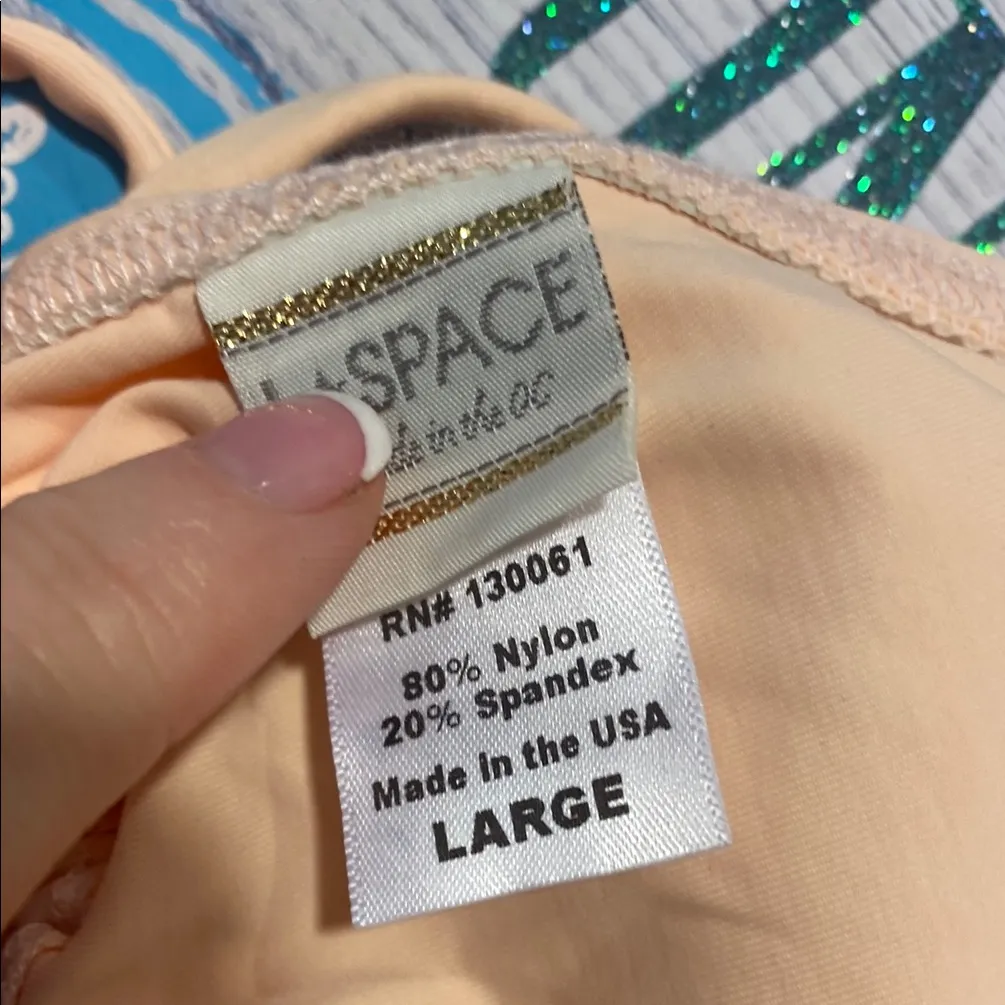 L*SPACE
in the OC
RN# 130061
80% Nylon
20% Spandex
Made in the USA
LARGE